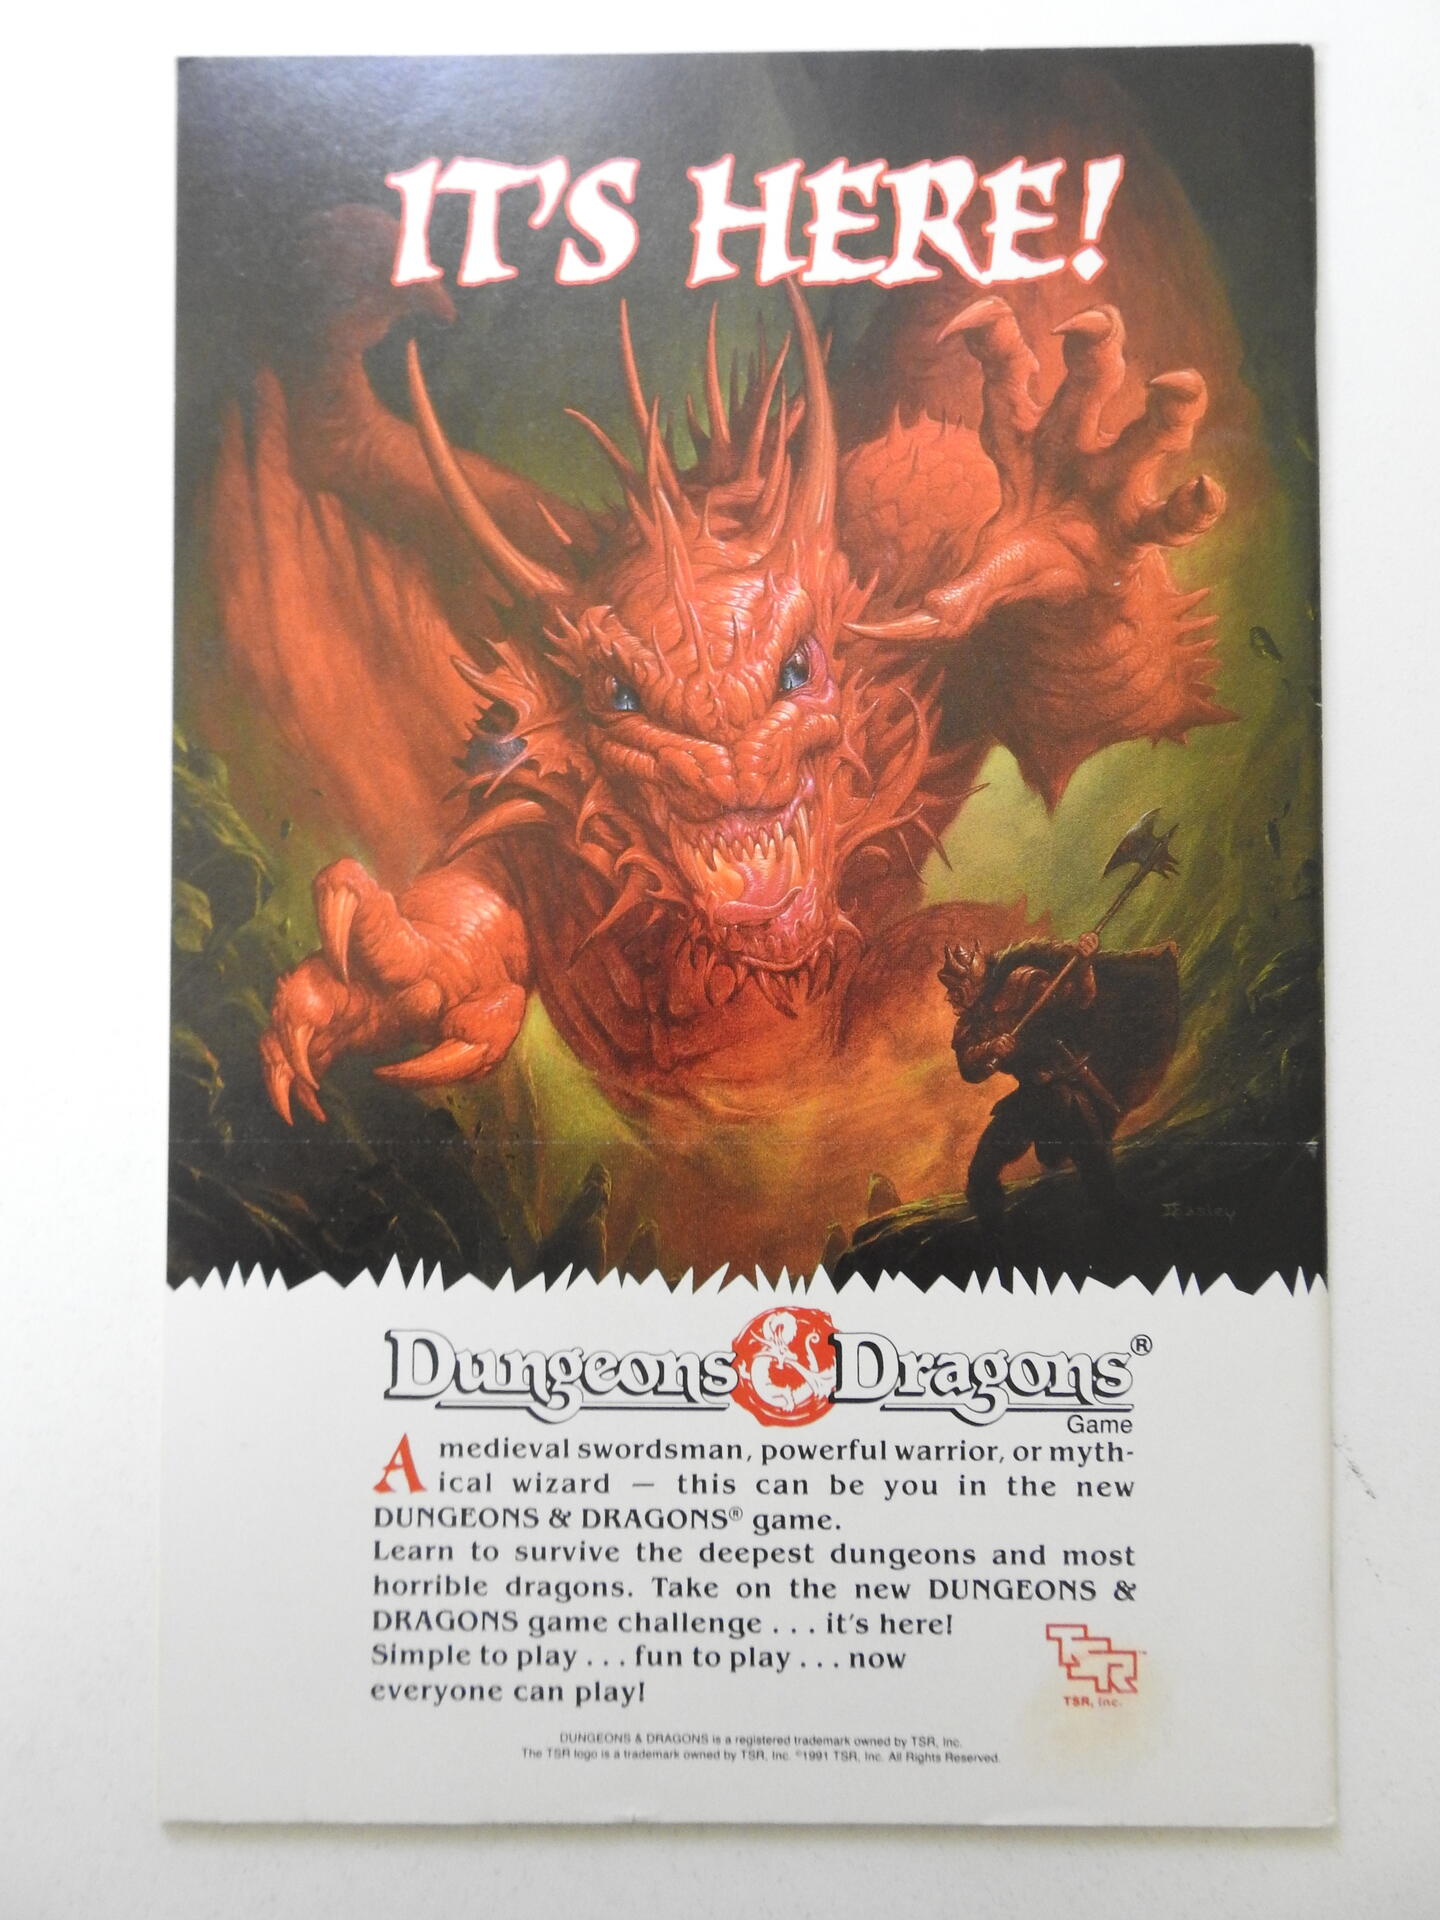 IT'S HERE!
JEasley
Dungeons & Dragons®
Game
A medieval swordsman, powerful warrior, or myth-
ical wizard — this can be you in the new
DUNGEONS & DRAGONS® game.
Learn to survive the deepest dungeons and most
horrible dragons. Take on the new DUNGEONS &
DRAGONS game challenge . . . it's here!
Simple to play . . . fun to play . . . now
everyone can play!
TSR™
TSR, Inc.
DUNGEONS & DRAGONS is a registered trademark owned by TSR, Inc.
The TSR logo is a trademark owned by TSR, Inc. ©1991 TSR, Inc. All Rights Reserved.